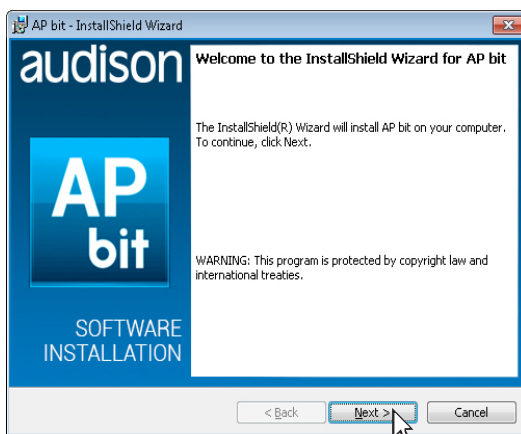 AP bit - InstallShield Wizard
audison
Welcome to the InstallShield Wizard for AP bit
The InstallShield(R) Wizard will install AP bit on your computer.
To continue, click Next.
AP
bit
WARNING: This program is protected by copyright law and
international treaties.
SOFTWARE
INSTALLATION
< Back
Next >
Cancel